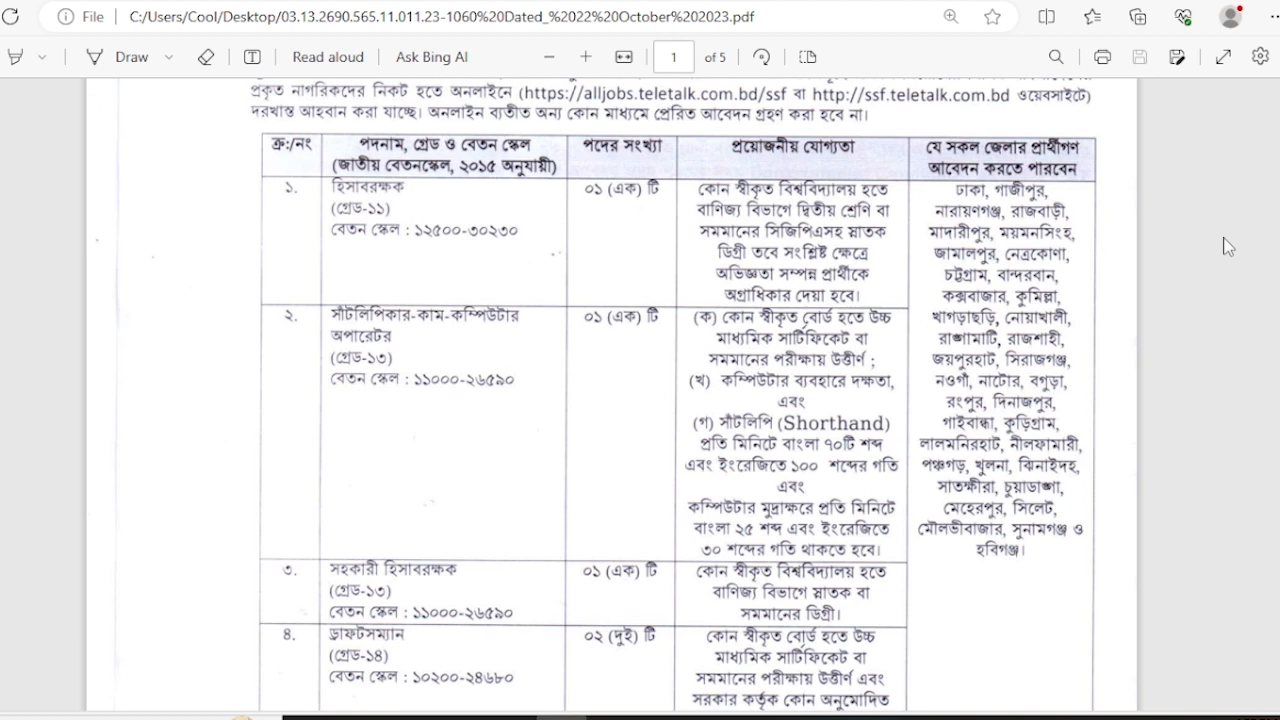 File C:/Users/Cool/Desktop/03.13.2690.565.11.011.23-1060%20Dated_%2022%20October%202023.pdf
Draw Read aloud Ask Bing AI 1 of 5
প্রকৃত নাগরিকদের নিকট হতে অনলাইনে (https://alljobs.teletalk.com.bd/ssf বা http://ssf.teletalk.com.bd ওয়েবসাইটে)
দরখাস্ত আহবান করা যাচ্ছে। অনলাইন ব্যতীত অন্য কোন মাধ্যমে প্রেরিত আবেদন গ্রহণ করা হবে না।
ক্র:/নং
পদনাম, গ্রেড ও বেতন স্কেল
(জাতীয় বেতনস্কেল, ২০১৫ অনুযায়ী)
পদের সংখ্যা
প্রয়োজনীয় যোগ্যতা
যে সকল জেলার প্রার্থীগণ
আবেদন করতে পারবেন
১.
হিসাবরক্ষক
(গ্রেড-১১)
বেতন স্কেল : ১২৫০০-৩০২৩০
০১ (এক) টি
কোন স্বীকৃত বিশ্ববিদ্যালয় হতে
বাণিজ্য বিভাগে দ্বিতীয় শ্রেণি বা
সমমানের সিজিপিএসহ স্নাতক
ডিগ্রী তবে সংশ্লিষ্ট ক্ষেত্রে
অভিজ্ঞতা সম্পন্ন প্রার্থীকে
অগ্রাধিকার দেয়া হবে।
ঢাকা, গাজীপুর,
নারায়ণগঞ্জ, রাজবাড়ী,
মাদারীপুর, ময়মনসিংহ,
জামালপুর, নেত্রকোণা,
চট্টগ্রাম, বান্দরবান,
কক্সবাজার, কুমিল্লা,
খাগড়াছড়ি, নোয়াখালী,
রাঙ্গামাটি, রাজশাহী,
জয়পুরহাট, সিরাজগঞ্জ,
নওগাঁ, নাটোর, বগুড়া,
রংপুর, দিনাজপুর,
গাইবান্ধা, কুড়িগ্রাম,
লালমনিরহাট, নীলফামারী,
পঞ্চগড়, খুলনা, ঝিনাইদহ,
সাতক্ষীরা, চুয়াডাঙ্গা,
মেহেরপুর, সিলেট,
মৌলভীবাজার, সুনামগঞ্জ ও
হবিগঞ্জ।
২.
সাঁটলিপিকার-কাম-কম্পিউটার
অপারেটর
(গ্রেড-১৩)
বেতন স্কেল : ১১০০০-২৬৫৯০
০১ (এক) টি
(ক) কোন স্বীকৃত বোর্ড হতে উচ্চ
মাধ্যমিক সার্টিফিকেট বা
সমমানের পরীক্ষায় উত্তীর্ণ ;
(খ) কম্পিউটার ব্যবহারে দক্ষতা,
এবং
(গ) সাঁটলিপি (Shorthand)
প্রতি মিনিটে বাংলা ৭০টি শব্দ
এবং ইংরেজিতে ১০০ শব্দের গতি
এবং
কম্পিউটার মুদ্রাক্ষরে প্রতি মিনিটে
বাংলা ২৫ শব্দ এবং ইংরেজিতে
৩০ শব্দের গতি থাকতে হবে।
৩.
সহকারী হিসাবরক্ষক
(গ্রেড-১৩)
বেতন স্কেল : ১১০০০-২৬৫৯০
০১ (এক) টি
কোন স্বীকৃত বিশ্ববিদ্যালয় হতে
বাণিজ্য বিভাগে স্নাতক বা
সমমানের ডিগ্রী।
৪.
ড্রাফটসম্যান
(গ্রেড-১৪)
বেতন স্কেল : ১০২০০-২৪৬৮০
০২ (দুই) টি
কোন স্বীকৃত বোর্ড হতে উচ্চ
মাধ্যমিক সার্টিফিকেট বা
সমমানের পরীক্ষায় উত্তীর্ণ এবং
সরকার কর্তৃক কোন অনুমোদিত